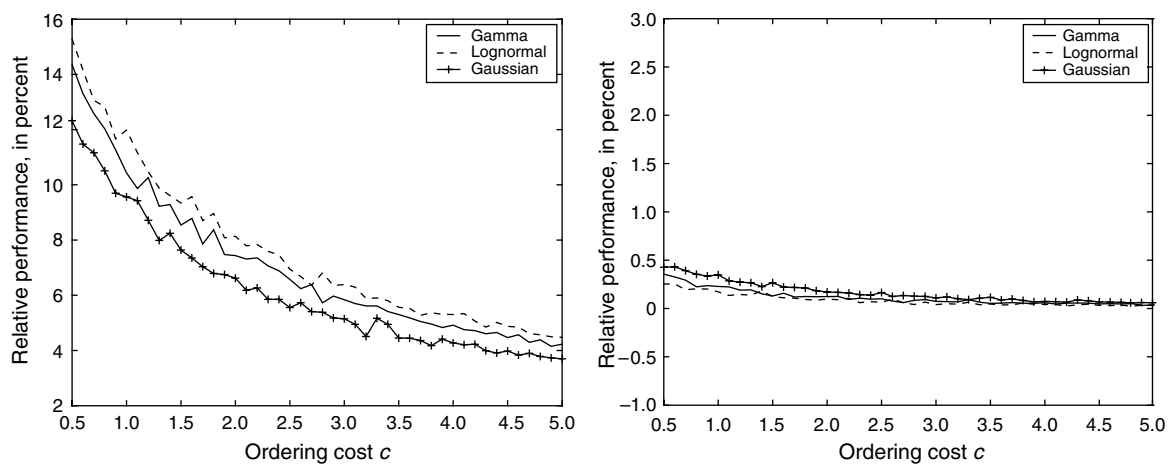 Relative performance, in percent
16
14
12
10
8
6
4
2
0.5 1.0 1.5 2.0 2.5 3.0 3.5 4.0 4.5 5.0
Ordering cost c
Gamma
Lognormal
Gaussian
Relative performance, in percent
3.0
2.5
2.0
1.5
1.0
0.5
0
−0.5
−1.0
0.5 1.0 1.5 2.0 2.5 3.0 3.5 4.0 4.5 5.0
Ordering cost c
Gamma
Lognormal
Gaussian